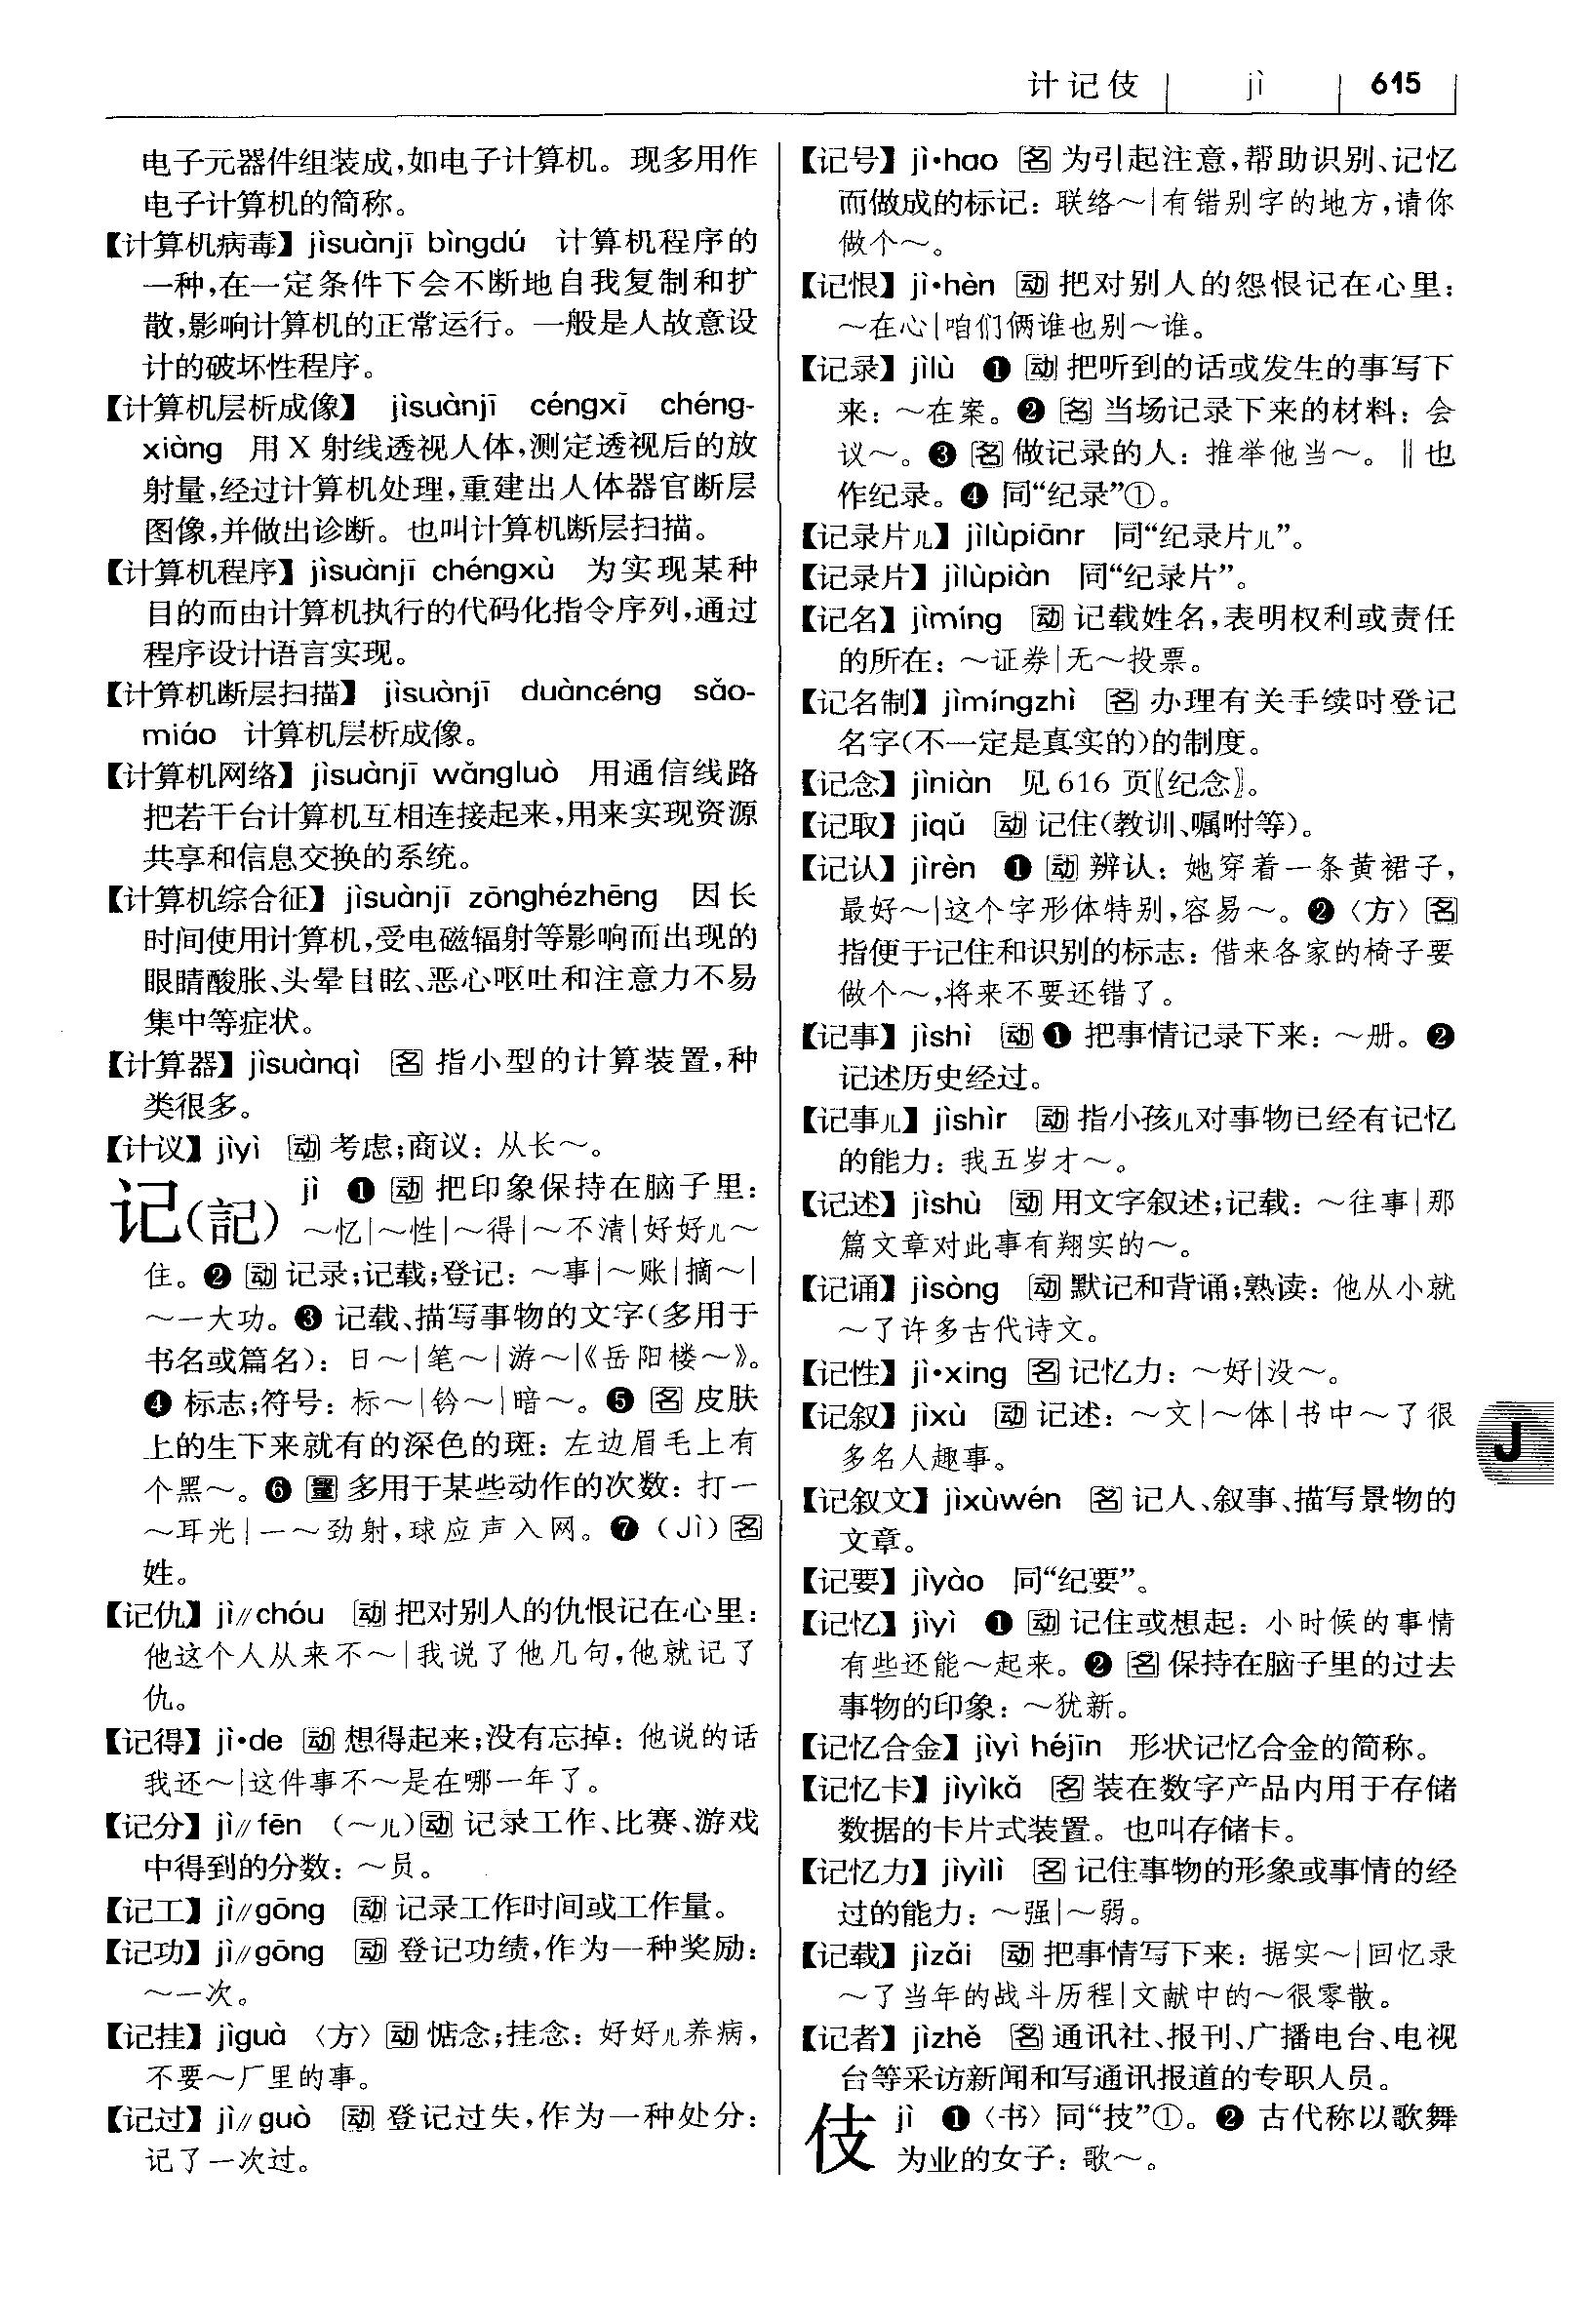 计记伎 jì 615
电子元器件组装成,如电子计算机。现多用作
电子计算机的简称。
【计算机病毒】jìsuànjī bìngdú 计算机程序的
一种,在一定条件下会不断地自我复制和扩
散,影响计算机的正常运行。一般是人故意设
计的破坏性程序。
【计算机层析成像】 jìsuànjī céngxī chéng-
xiàng 用 X 射线透视人体,测定透视后的放
射量,经过计算机处理,重建出人体器官断层
图像,并做出诊断。也叫计算机断层扫描。
【计算机程序】jìsuànjī chéngxù 为实现某种
目的而由计算机执行的代码化指令序列,通过
程序设计语言实现。
【计算机断层扫描】 jìsuànjī duàncéng sǎo-
miáo 计算机层析成像。
【计算机网络】jìsuànjī wǎngluò 用通信线路
把若干台计算机互相连接起来,用来实现资源
共享和信息交换的系统。
【计算机综合征】jìsuànjī zōnghézhēng 因长
时间使用计算机,受电磁辐射等影响而出现的
眼睛酸胀、头晕目眩、恶心呕吐和注意力不易
集中等症状。
【计算器】jìsuànqì 名 指小型的计算装置,种
类很多。
【计议】jìyì 动 考虑;商议：从长～。
记(記) jì ❶ 动 把印象保持在脑子里：
～忆|～性|～得|～不清|好好儿～
住。❷ 动 记录;记载;登记：～事|～账|摘～|
～一大功。❸ 记载、描写事物的文字(多用于
书名或篇名)：日～|笔～|游～|《岳阳楼～》。
❹ 标志;符号：标～|钤～|暗～。❺ 名 皮肤
上的生下来就有的深色的斑：左边眉毛上有
个黑～。❻ 量 多用于某些动作的次数：打一
～耳光|一～劲射,球应声入网。❼ (Jì) 名
姓。
【记仇】jì∥chóu 动 把对别人的仇恨记在心里：
他这个人从来不～|我说了他几句,他就记了
仇。
【记得】jì•de 动 想得起来;没有忘掉：他说的话
我还～|这件事不～是在哪一年了。
【记分】jì∥fēn (～儿) 动 记录工作、比赛、游戏
中得到的分数：～员。
【记工】jì∥gōng 动 记录工作时间或工作量。
【记功】jì∥gōng 动 登记功绩,作为一种奖励：
～一次。
【记挂】jìguà 〈方〉 动 惦念;挂念：好好儿养病,
不要～厂里的事。
【记过】jì∥guò 动 登记过失,作为一种处分：
记了一次过。
【记号】jì•hao 名 为引起注意,帮助识别、记忆
而做成的标记：联络～|有错别字的地方,请你
做个～。
【记恨】jì•hèn 动 把对别人的怨恨记在心里：
～在心|咱们俩谁也别～谁。
【记录】jìlù ❶ 动 把听到的话或发生的事写下
来：～在案。❷ 名 当场记录下来的材料：会
议～。❸ 名 做记录的人：推举他当～。‖也
作纪录。❹ 同“纪录”①。
【记录片儿】jìlùpiānr 同“纪录片儿”。
【记录片】jìlùpiàn 同“纪录片”。
【记名】jìmíng 动 记载姓名,表明权利或责任
的所在：～证券|无～投票。
【记名制】jìmíngzhì 名 办理有关手续时登记
名字(不一定是真实的)的制度。
【记念】jìniàn 见 616 页〖纪念〗。
【记取】jìqǔ 动 记住(教训、嘱咐等)。
【记认】jìrèn ❶ 动 辨认：她穿着一条黄裙子,
最好～|这个字形体特别,容易～。❷〈方〉 名
指便于记住和识别的标志：借来各家的椅子要
做个～,将来不要还错了。
【记事】jìshì 动 ❶ 把事情记录下来：～册。❷
记述历史经过。
【记事儿】jìshìr 动 指小孩儿对事物已经有记忆
的能力：我五岁才～。
【记述】jìshù 动 用文字叙述;记载：～往事|那
篇文章对此事有翔实的～。
【记诵】jìsòng 动 默记和背诵;熟读：他从小就
～了许多古代诗文。
【记性】jì•xing 名 记忆力：～好|没～。
【记叙】jìxù 动 记述：～文|～体|书中～了很
多名人趣事。
【记叙文】jìxùwén 名 记人、叙事、描写景物的
文章。
【记要】jìyào 同“纪要”。
【记忆】jìyì ❶ 动 记住或想起：小时候的事情
有些还能～起来。❷ 名 保持在脑子里的过去
事物的印象：～犹新。
【记忆合金】jìyì héjīn 形状记忆合金的简称。
【记忆卡】jìyìkǎ 名 装在数字产品内用于存储
数据的卡片式装置。也叫存储卡。
【记忆力】jìyìlì 名 记住事物的形象或事情的经
过的能力：～强|～弱。
【记载】jìzǎi 动 把事情写下来：据实～|回忆录
～了当年的战斗历程|文献中的～很零散。
【记者】jìzhě 名 通讯社、报刊、广播电台、电视
台等采访新闻和写通讯报道的专职人员。
伎 jì ❶〈书〉同“技”①。❷ 古代称以歌舞
为业的女子：歌～。
J